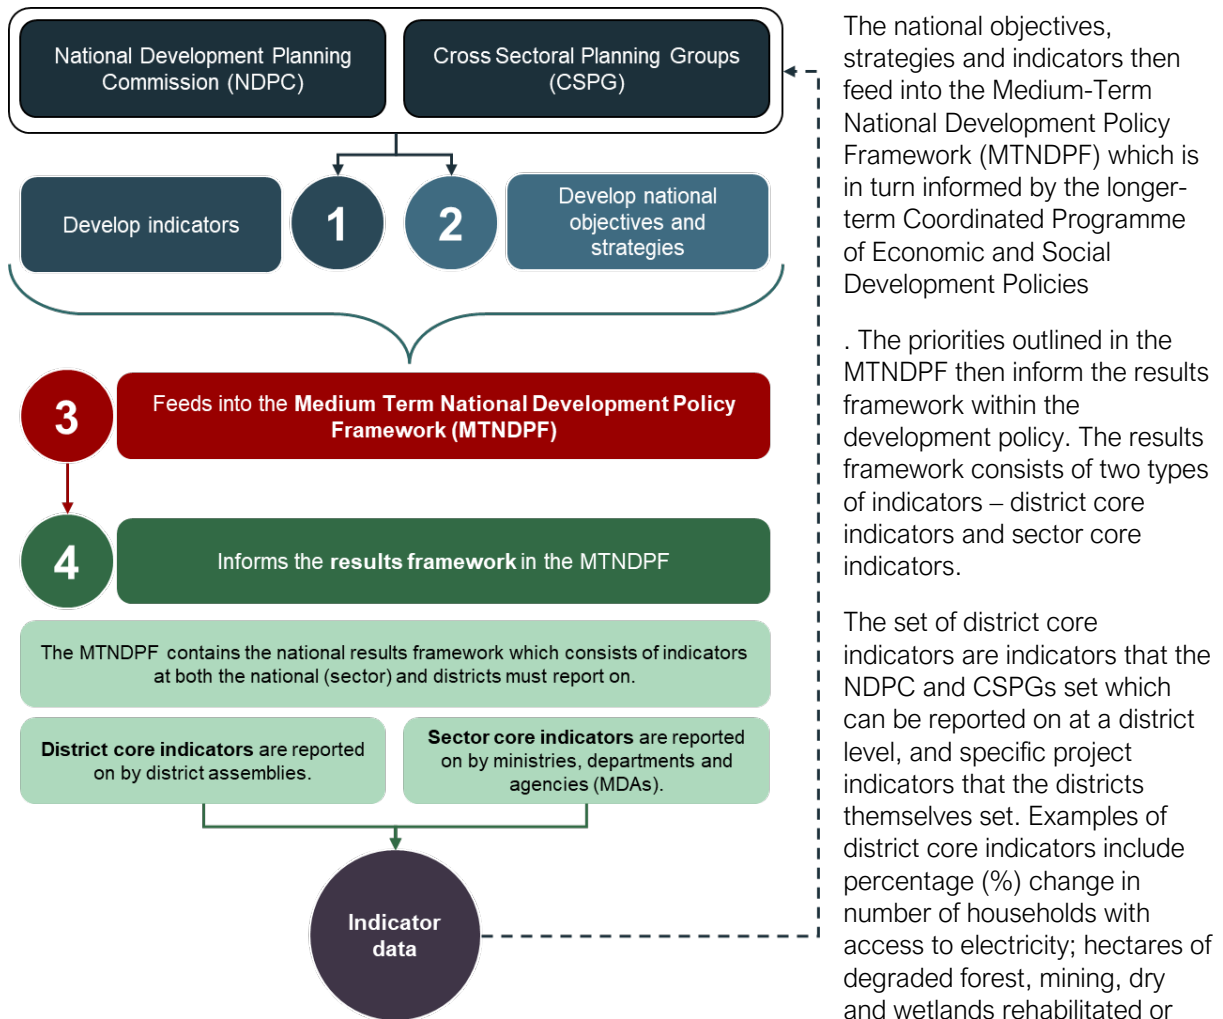 National Development Planning
Commission (NDPC)
Cross Sectoral Planning Groups
(CSPG)
Develop indicators
1
2
Develop national
objectives and
strategies
3
Feeds into the Medium Term National Development Policy
Framework (MTNDPF)
4
Informs the results framework in the MTNDPF
The MTNDPF contains the national results framework which consists of indicators
at both the national (sector) and districts must report on.
District core indicators are reported
on by district assemblies.
Sector core indicators are reported
on by ministries, departments and
agencies (MDAs).
Indicator
data
The national objectives,
strategies and indicators then
feed into the Medium-Term
National Development Policy
Framework (MTNDPF) which is
in turn informed by the longer-
term Coordinated Programme
of Economic and Social
Development Policies
. The priorities outlined in the
MTNDPF then inform the results
framework within the
development policy. The results
framework consists of two types
of indicators – district core
indicators and sector core
indicators.
The set of district core
indicators are indicators that the
NDPC and CSPGs set which
can be reported on at a district
level, and specific project
indicators that the districts
themselves set. Examples of
district core indicators include
percentage (%) change in
number of households with
access to electricity; hectares of
degraded forest, mining, dry
and wetlands rehabilitated or